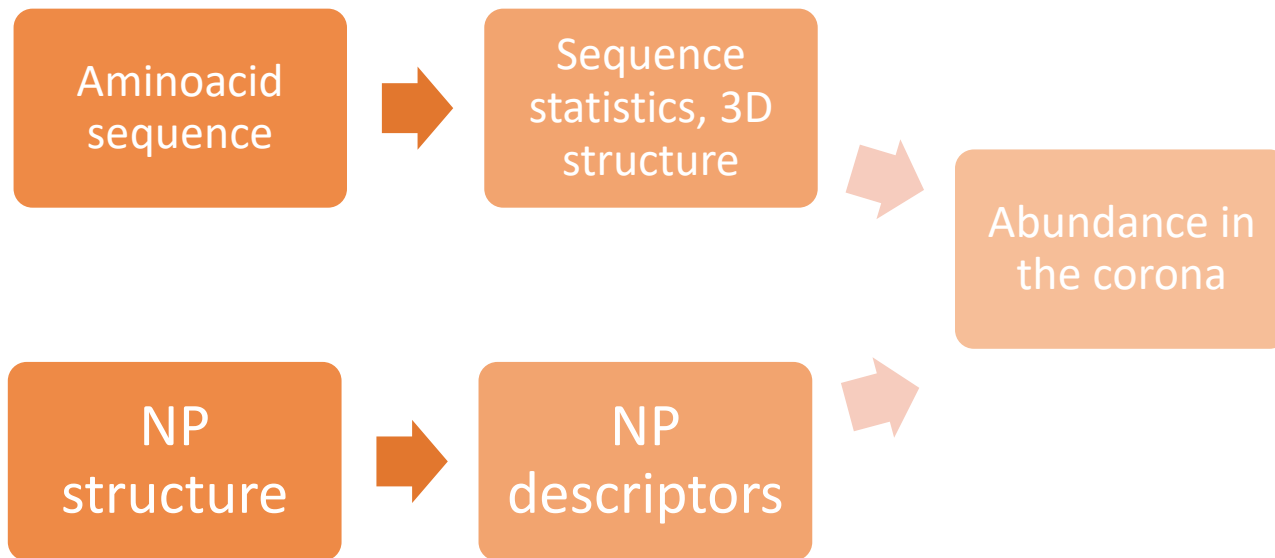 Aminoacid
sequence
Sequence
statistics, 3D
structure
Abundance in
the corona
NP
structure
NP
descriptors